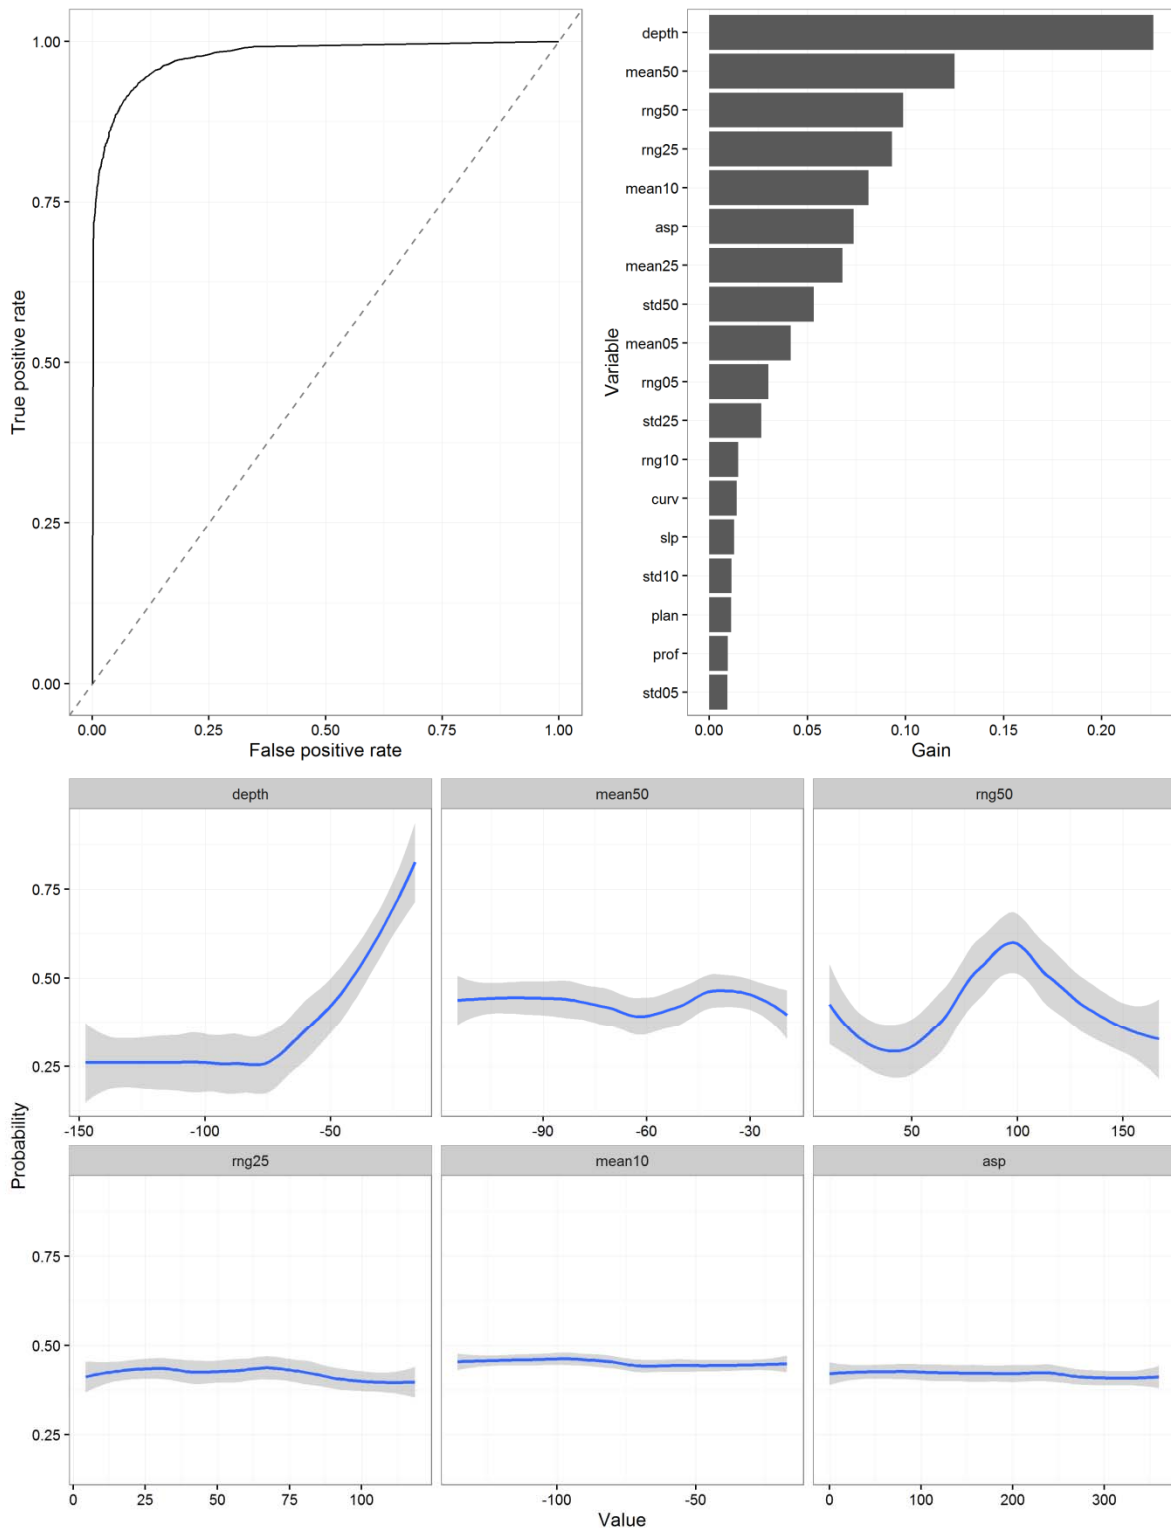 1.00
0.75
0.50
0.25
0.00
True positive rate
0.00 0.25 0.50 0.75 1.00
False positive rate
depth
mean50
rng50
rng25
mean10
asp
mean25
std50
mean05
rng05
std25
rng10
curv
slp
std10
plan
prof
std05
Variable
0.00 0.05 0.10 0.15 0.20
Gain
depth mean50 rng50
0.75
0.50
0.25
-150 -100 -50
-90 -60 -30
50 100 150
Probability
rng25 mean10 asp
0.75
0.50
0.25
0 25 50 75 100
-100 -50
0 100 200 300
Value